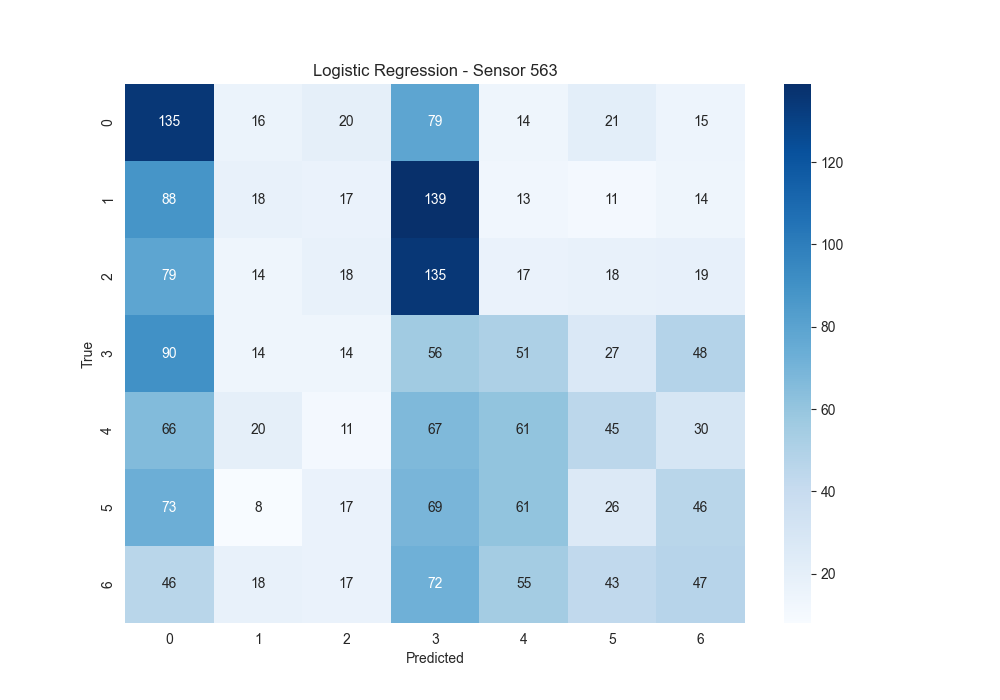 Logistic Regression - Sensor 563
0 135 16 20 79 14 21 15
1 88 18 17 139 13 11 14
2 79 14 18 135 17 18 19
3 90 14 14 56 51 27 48
4 66 20 11 67 61 45 30
5 73 8 17 69 61 26 46
6 46 18 17 72 55 43 47
0 1 2 3 4 5 6
Predicted
True
120
100
80
60
40
20